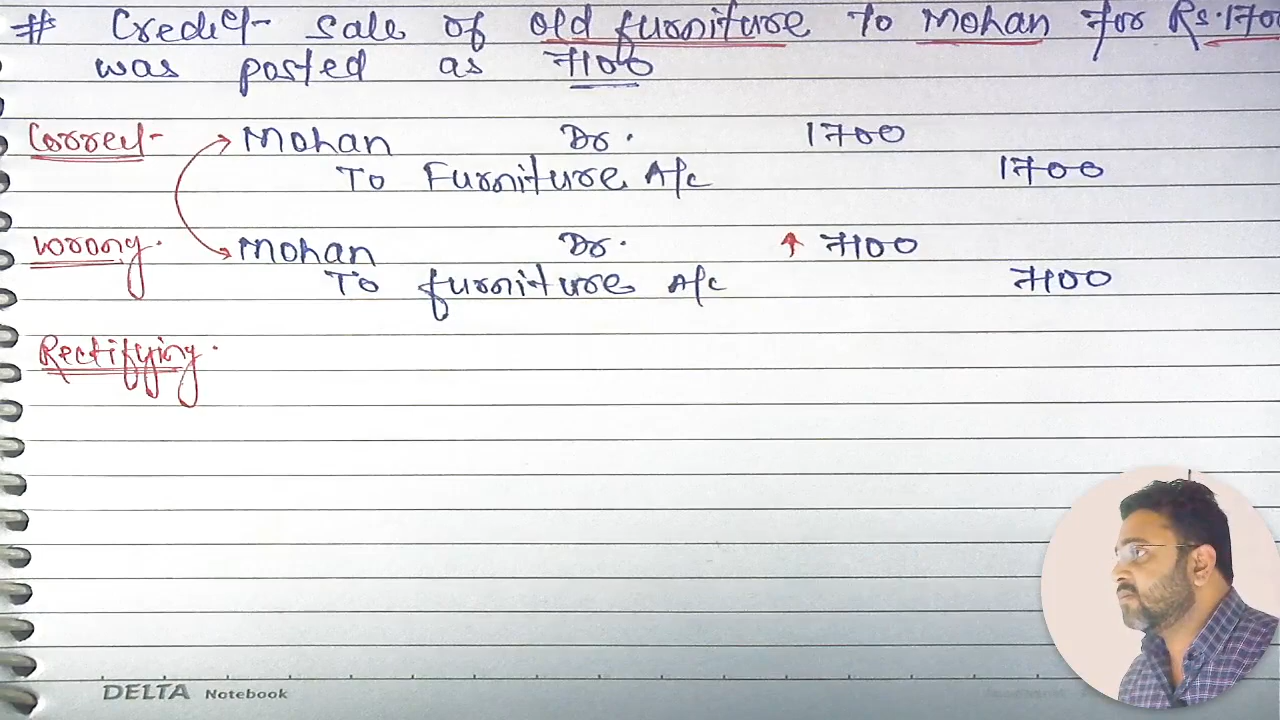 # Credit sale of old furniture to Mohan for Rs.1700
was posted as 7100
Correct Mohan Dr. 1700
To Furniture A/c 1700
Wrong. Mohan Dr. ↑ 7100
To furniture A/c 7100
Rectifying.
DELTA Notebook